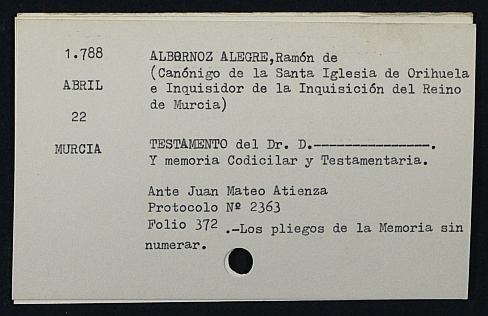 1.788
ABRIL
22
MURCIA
ALBORNOZ ALEGRE,Ramón de
(Canónigo de la Santa Iglesia de Orihuela
e Inquisidor de la Inquisición del Reino
de Murcia)
TESTAMENTO del Dr. D.----------------.
Y memoria Codicilar y Testamentaria.
Ante Juan Mateo Atienza
Protocolo Nº 2363
Folio 372 .-Los pliegos de la Memoria sin
numerar.